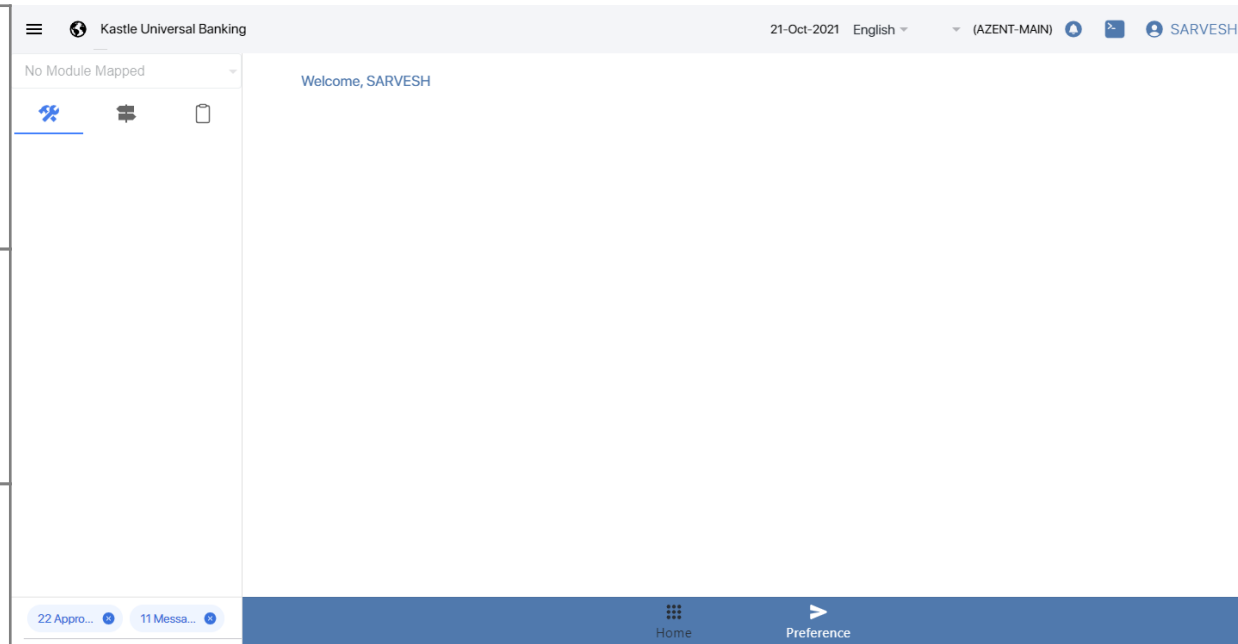 Kastle Universal Banking
21-Oct-2021 English (AZENT-MAIN) SARVESH
No Module Mapped
Welcome, SARVESH
22 Appro... 11 Messa...
Home Preference